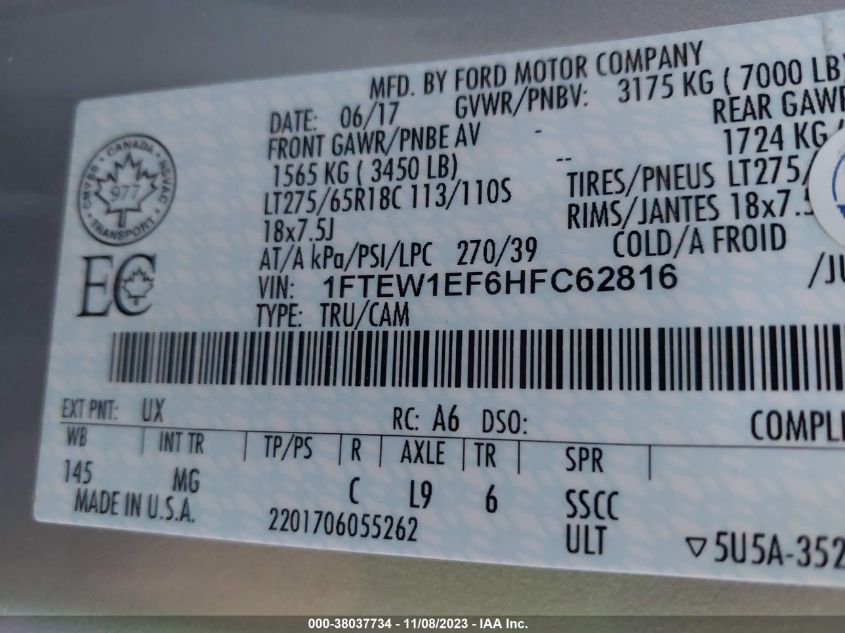 MFD. BY FORD MOTOR COMPANY
DATE: 06/17 GVWR/PNBV: 3175 KG ( 7000 LB)
FRONT GAWR/PNBE AV - REAR GAWR
1565 KG ( 3450 LB) -- 1724 KG
LT275/65R18C 113/110S TIRES/PNEUS LT275/
18x7.5J RIMS/JANTES 18x7.5
AT/A kPa/PSI/LPC 270/39 COLD/A FROID
VIN: 1FTEW1EF6HFC62816
TYPE: TRU/CAM
CANADA
CMVSS NSVAC
977
TRANSPORT
EC
EXT PNT: UX RC: A6 DSO: COMPL
WB | INT TR | TP/PS | R | AXLE | TR | SPR |
145 MG C L9 6 SSCC
MADE IN U.S.A. 2201706055262 ULT ▽5U5A-352
000-38037734 - 11/08/2023 - IAA Inc.